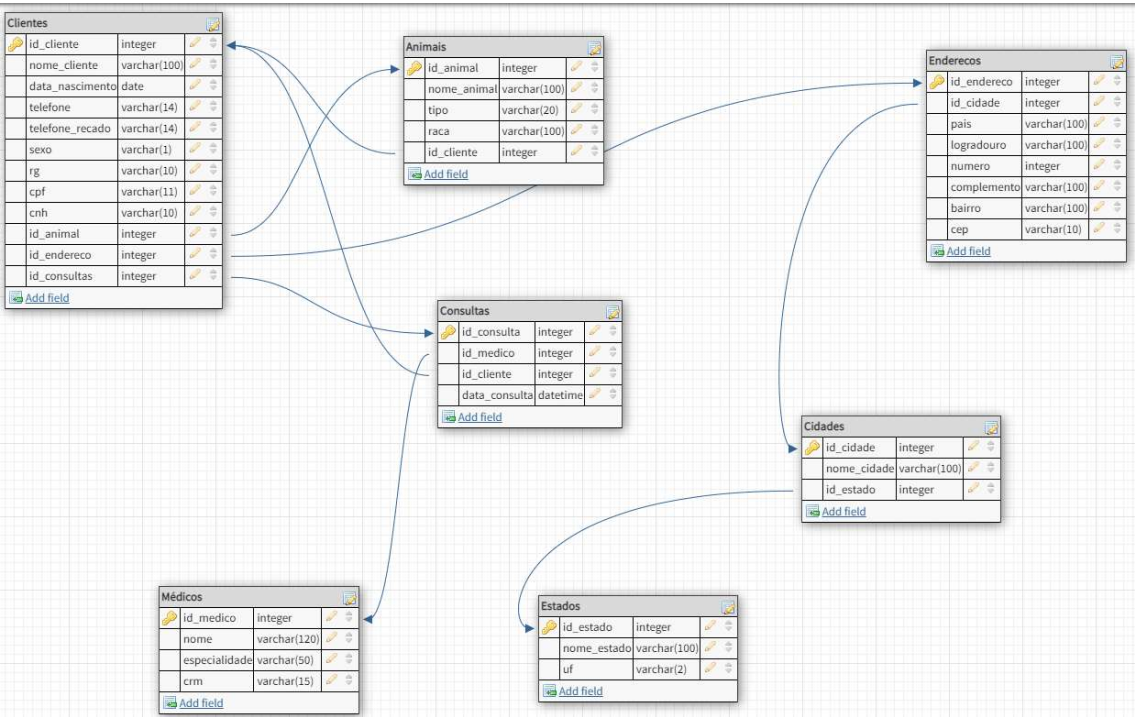 Clientes
id_cliente integer
nome_cliente varchar(100)
data_nascimento date
telefone varchar(14)
telefone_recado varchar(14)
sexo varchar(1)
rg varchar(10)
cpf varchar(11)
cnh varchar(10)
id_animal integer
id_endereco integer
id_consultas integer
Add field
Animais
id_animal integer
nome_animal varchar(100)
tipo varchar(20)
raca varchar(100)
id_cliente integer
Add field
Enderecos
id_endereco integer
id_cidade integer
pais varchar(100)
logradouro varchar(100)
numero integer
complemento varchar(100)
bairro varchar(100)
cep varchar(10)
Add field
Consultas
id_consulta integer
id_medico integer
id_cliente integer
data_consulta datetime
Add field
Cidades
id_cidade integer
nome_cidade varchar(100)
id_estado integer
Add field
Médicos
id_medico integer
nome varchar(120)
especialidade varchar(50)
crm varchar(15)
Add field
Estados
id_estado integer
nome_estado varchar(100)
uf varchar(2)
Add field